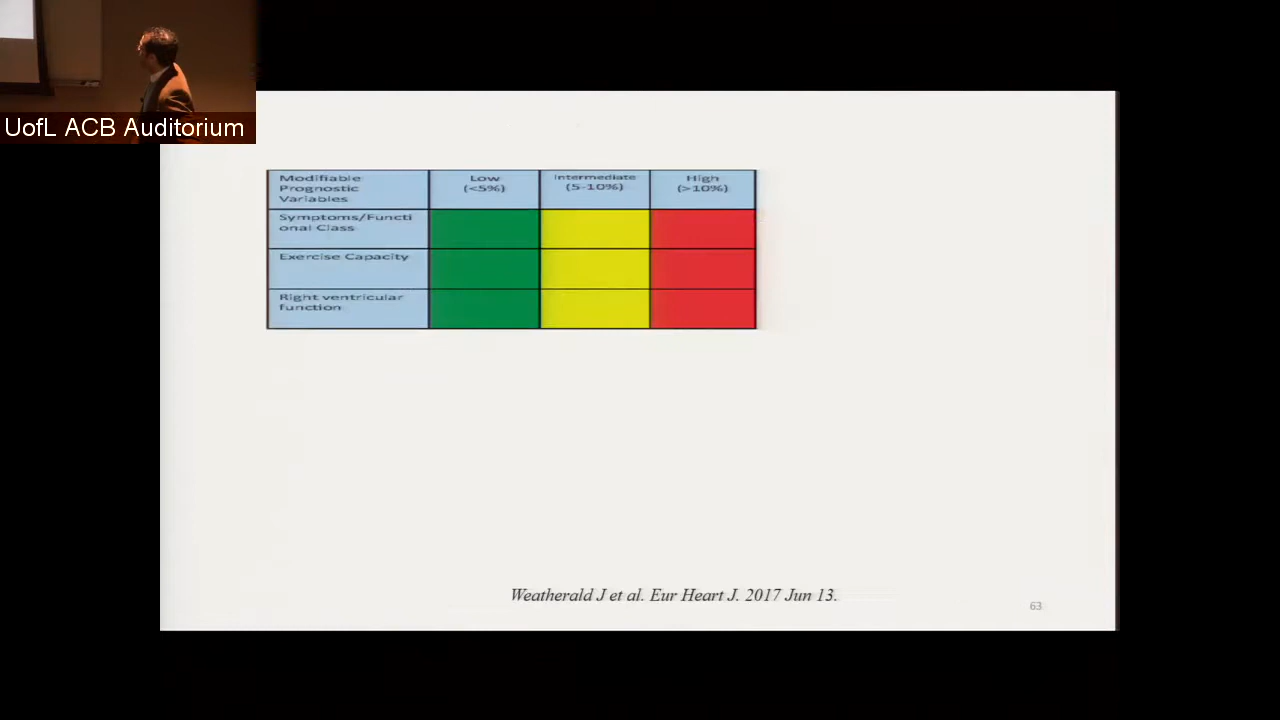 UofL ACB Auditorium
Modifiable
Prognostic
Variables
Low
(<5%)
Intermediate
(5-10%)
High
(>10%)
Symptoms/Functi
onal Class
Exercise Capacity
Right ventricular
function
Weatherald J et al. Eur Heart J. 2017 Jun 13.
63